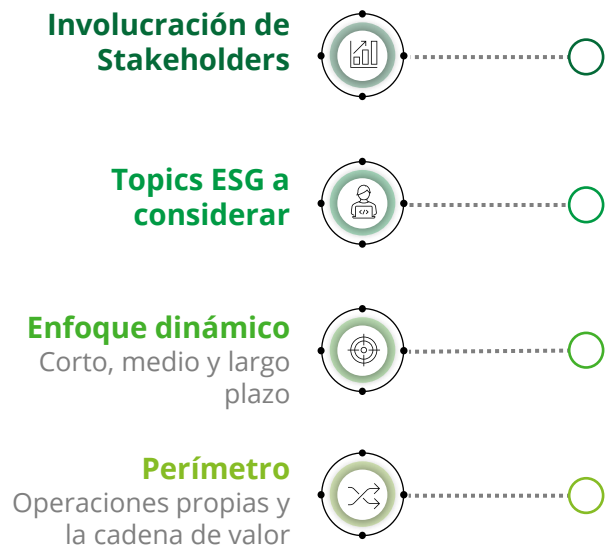 Involucración de
Stakeholders
Topics ESG a
considerar
Enfoque dinámico
Corto, medio y largo
plazo
Perímetro
Operaciones propias y
la cadena de valor